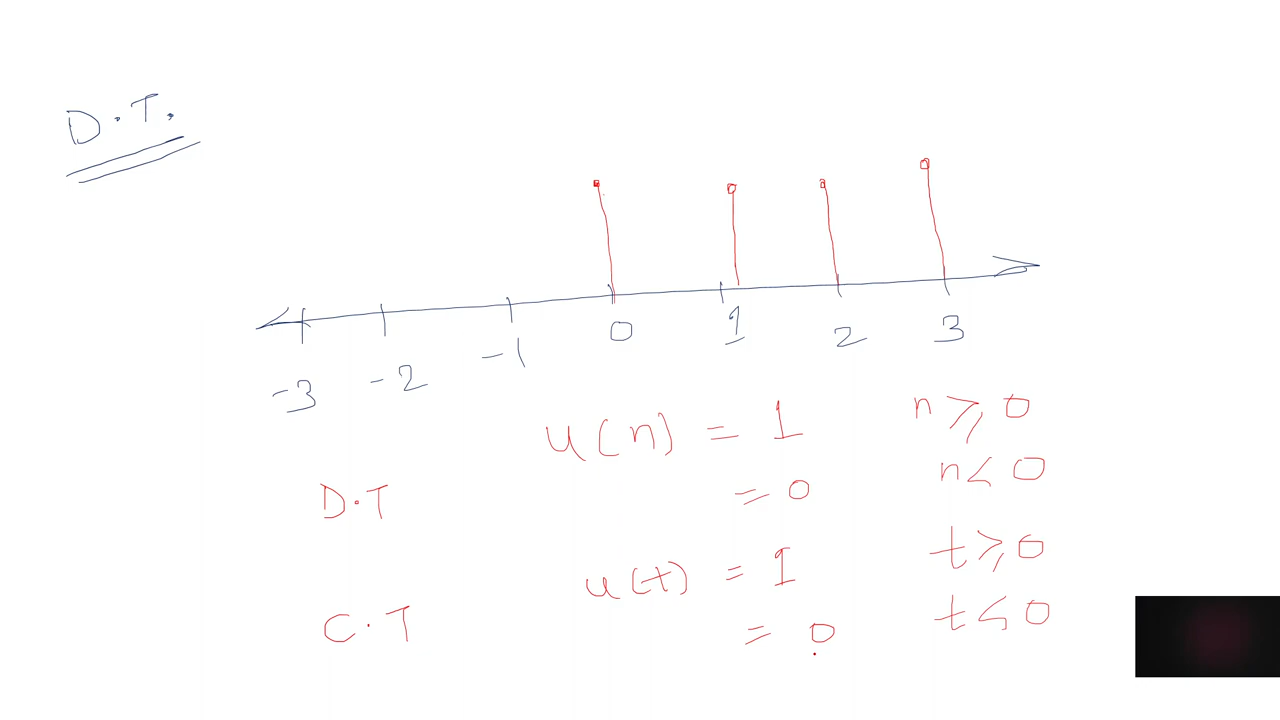 D.T.
-3 -2 -1 0 1 2 3
u(n) = 1 n ≥ 0
= 0 n < 0
D.T
u(t) = 1 t ≥ 0
= 0 t ≤ 0
C.T